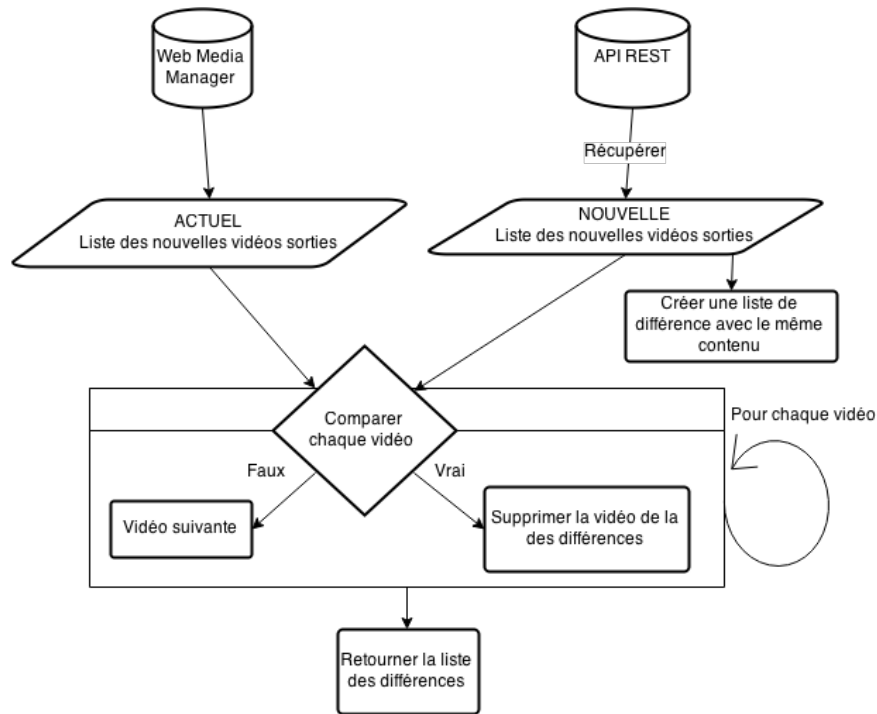 Web Media
Manager
API REST
Récupérer
ACTUEL
Liste des nouvelles vidéos sorties
NOUVELLE
Liste des nouvelles vidéos sorties
Créer une liste de
différence avec le même
contenu
Comparer
chaque vidéo
Pour chaque vidéo
Faux
Vrai
Vidéo suivante
Supprimer la vidéo de la
des différences
Retourner la liste
des différences